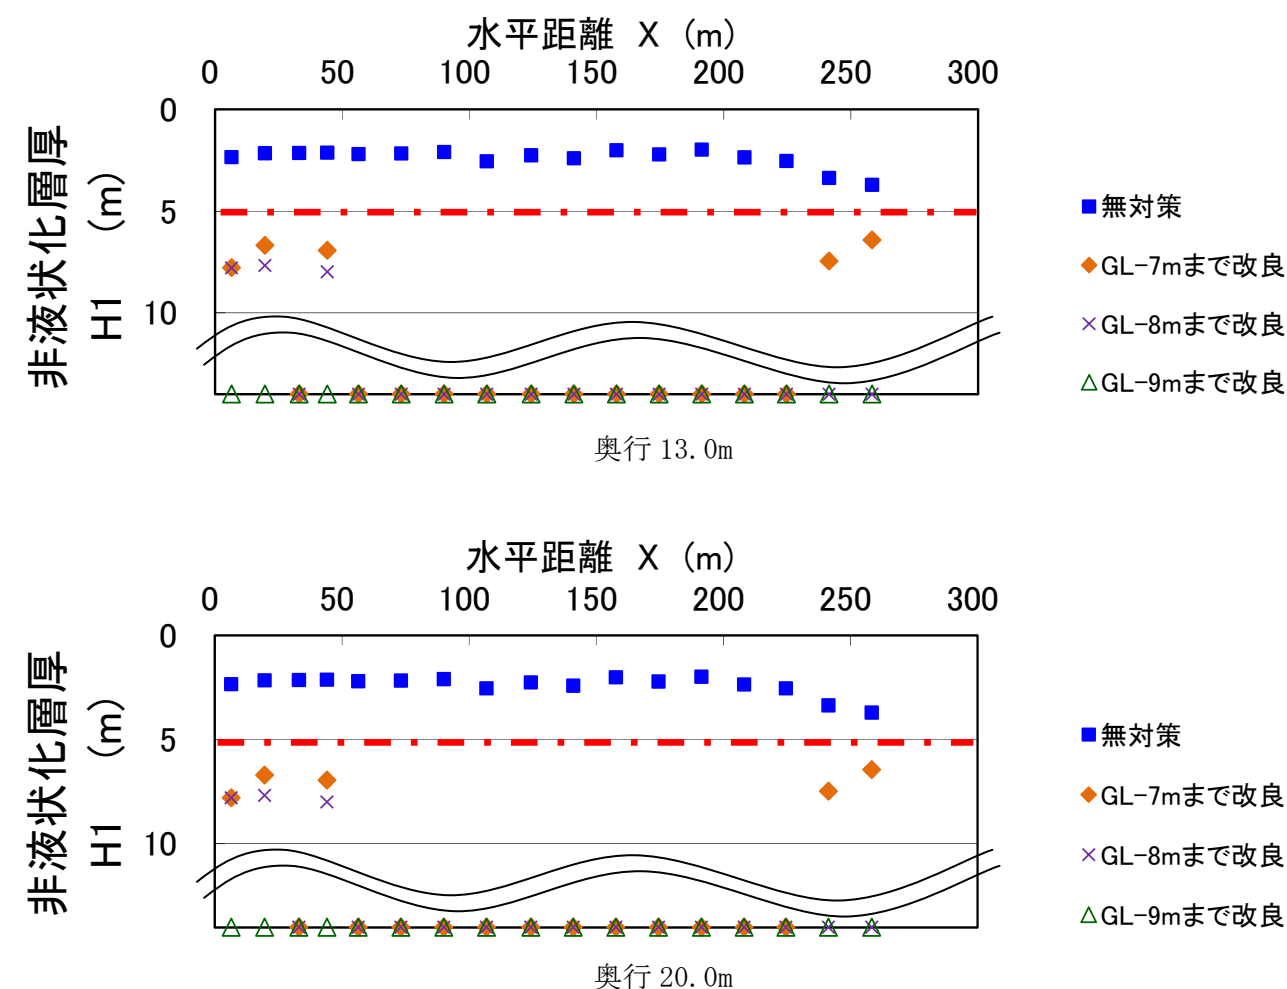 水平距離 X (m)
0 50 100 150 200 250 300
非液状化層厚
H1 (m)
0
5
10
■無対策
◆GL-7mまで改良
×GL-8mまで改良
△GL-9mまで改良
奥行 13.0m
水平距離 X (m)
0 50 100 150 200 250 300
非液状化層厚
H1 (m)
0
5
10
■無対策
◆GL-7mまで改良
×GL-8mまで改良
△GL-9mまで改良
奥行 20.0m